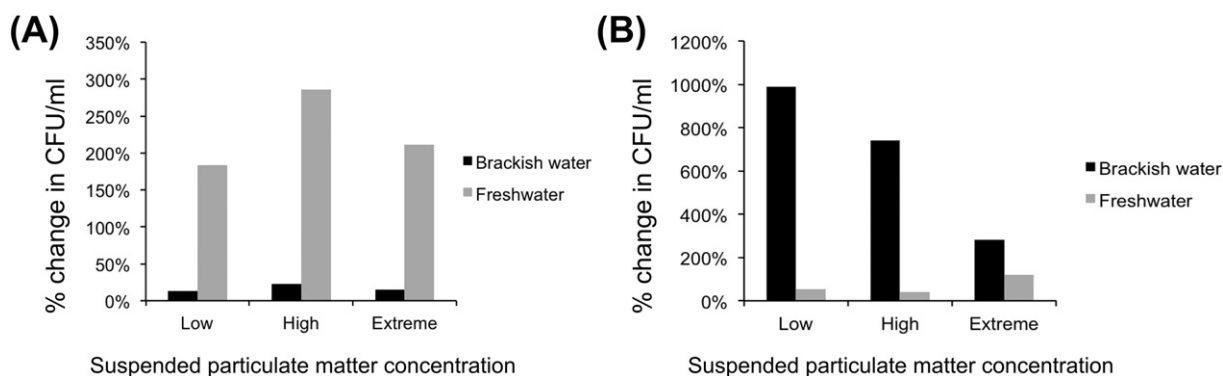 (A)
350%
300%
250%
200%
150%
100%
50%
0%
% change in CFU/ml
Low
High
Extreme
Suspended particulate matter concentration
Brackish water
Freshwater
(B)
1200%
1000%
800%
600%
400%
200%
0%
% change in CFU/ml
Low
High
Extreme
Suspended particulate matter concentration
Brackish water
Freshwater